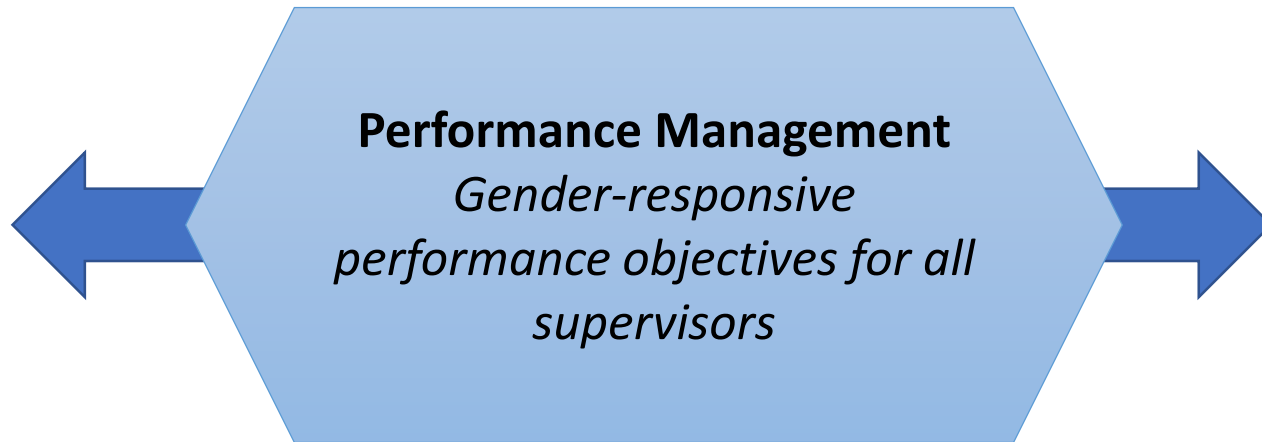 Performance Management
Gender-responsive
performance objectives for all
supervisors